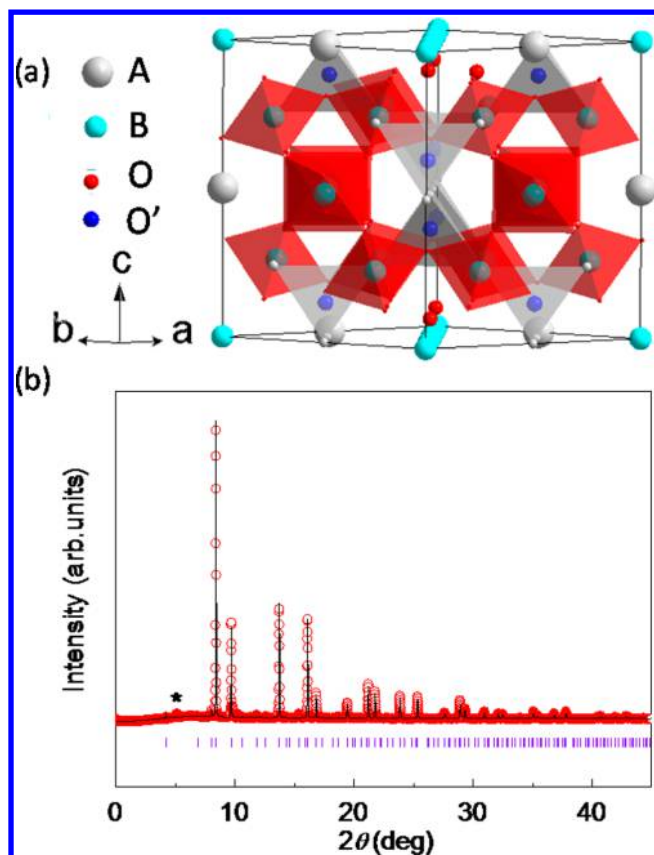 (a)
A
B
O
O'
c
b
a
(b)
Intensity (arb.units)
*
0
10
20
30
40
2θ(deg)